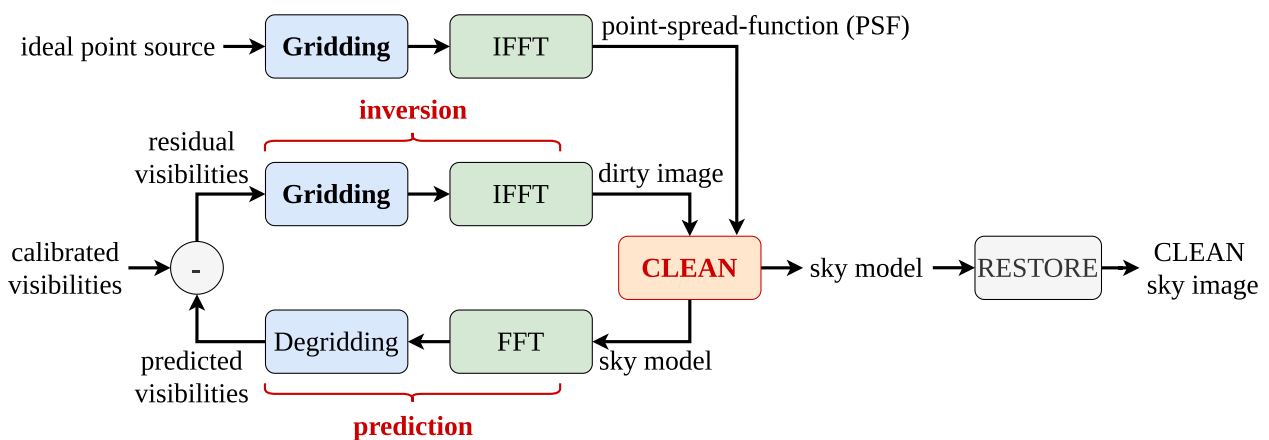 point-spread-function (PSF)
ideal point source
Gridding
IFFT
inversion
residual
visibilities
Gridding
IFFT
dirty image
calibrated
visibilities
-
CLEAN
sky model
RESTORE
CLEAN
sky image
Degridding
FFT
sky model
predicted
visibilities
prediction